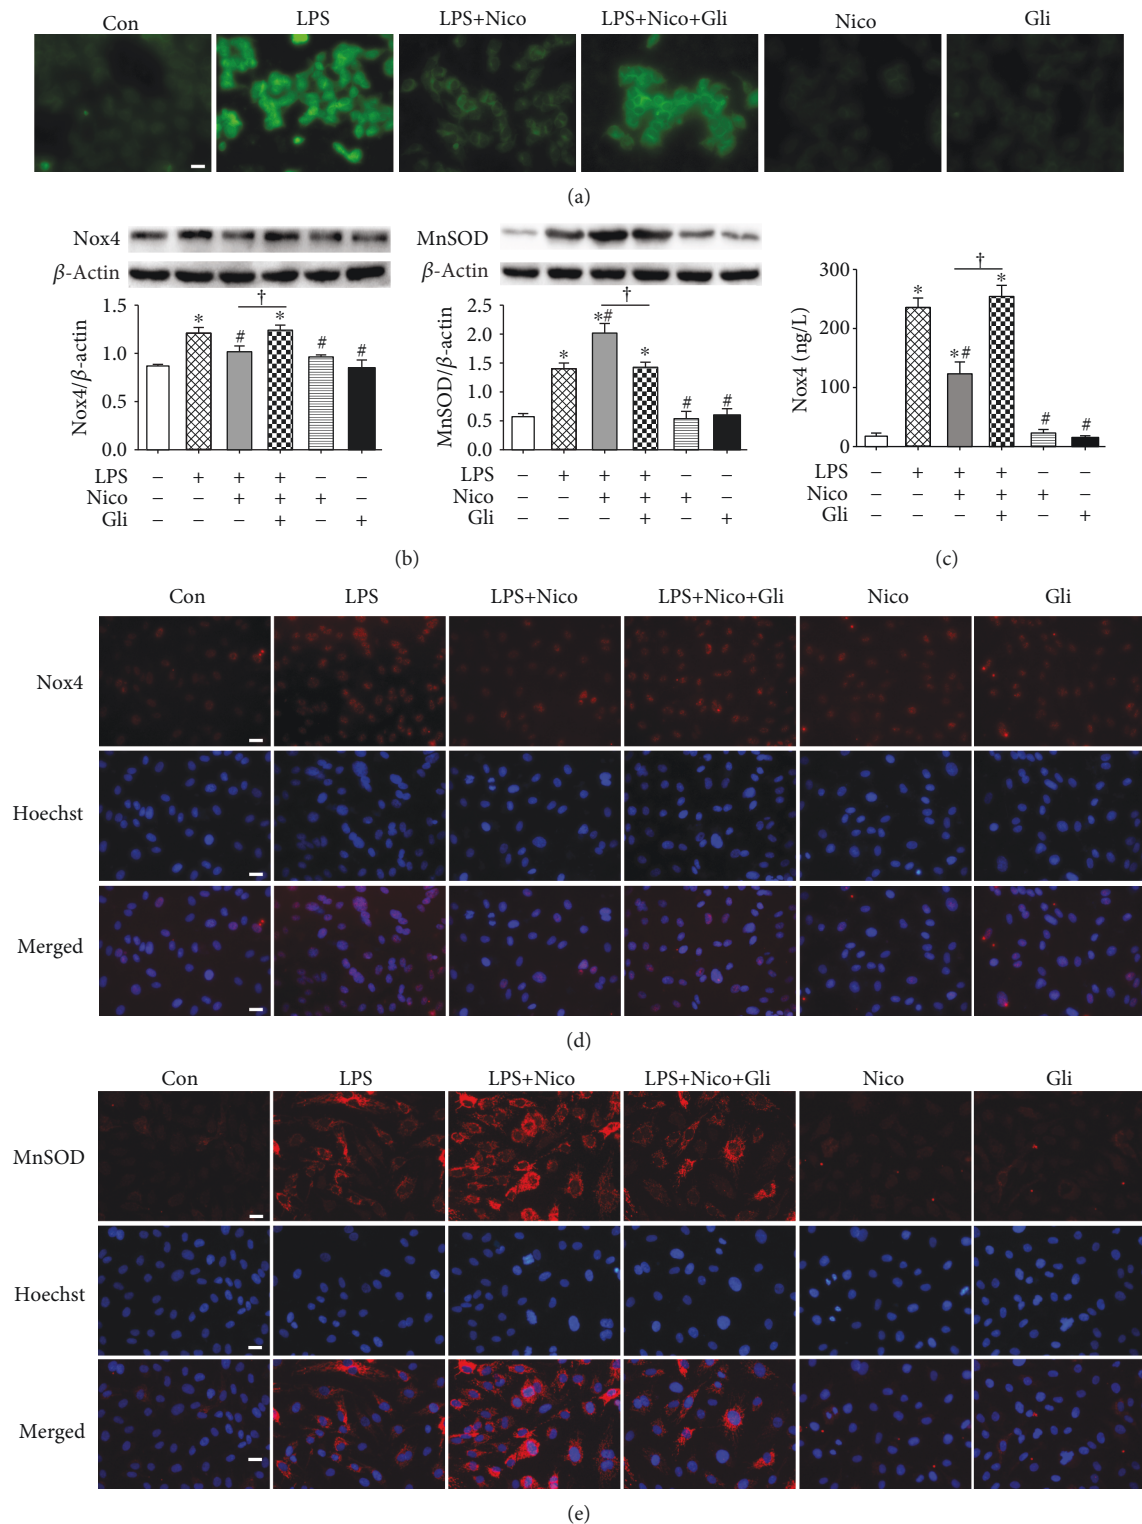 Con LPS LPS+Nico LPS+Nico+Gli Nico Gli
(a)
Nox4
β-Actin
1.5
1.0
0.5
0.0
Nox4/β-actin
* # † * # #
LPS − + + + − −
Nico − − + + + −
Gli − − − + − +
MnSOD
β-Actin
2.5
2.0
1.5
1.0
0.5
0.0
MnSOD/β-actin
* *# † * # #
LPS − + + + − −
Nico − − + + + −
Gli − − − + − +
(b)
300
200
100
0
Nox4 (ng/L)
* *# † * # #
LPS − + + + − −
Nico − − + + + −
Gli − − − + − +
(c)
Con LPS LPS+Nico LPS+Nico+Gli Nico Gli
Nox4
Hoechst
Merged
(d)
Con LPS LPS+Nico LPS+Nico+Gli Nico Gli
MnSOD
Hoechst
Merged
(e)